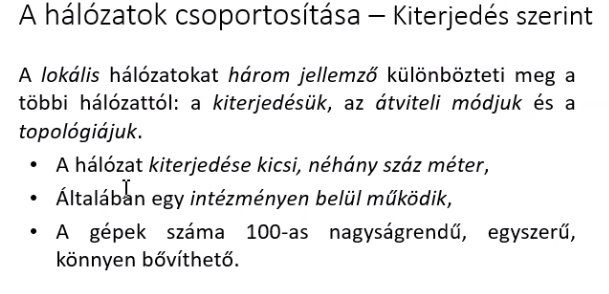 A hálózatok csoportosítása – Kiterjedés szerint
A lokális hálózatokat három jellemző különbözteti meg a
többi hálózattól: a kiterjedésük, az átviteli módjuk és a
topológiájuk.
• A hálózat kiterjedése kicsi, néhány száz méter,
• Általában egy intézményen belül működik,
• A gépek száma 100-as nagyságrendű, egyszerű,
könnyen bővíthető.